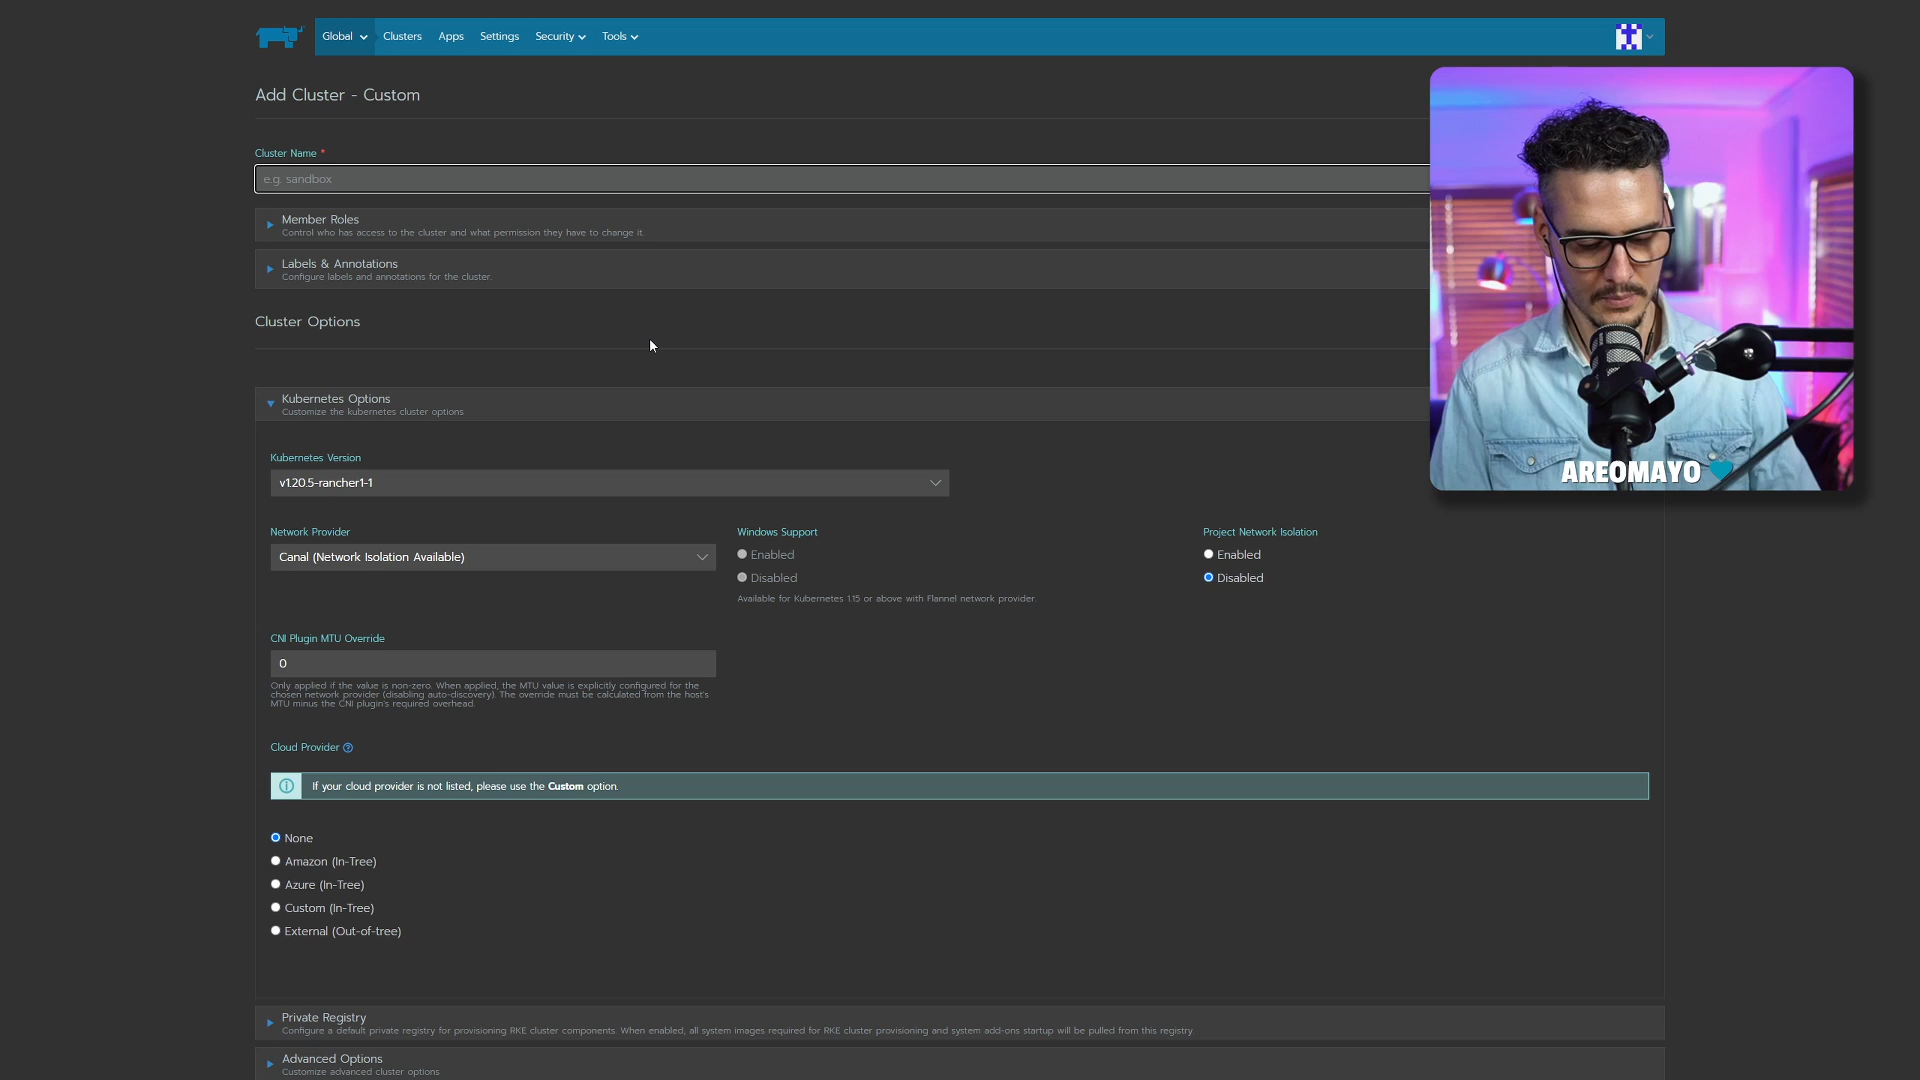 Global Clusters Apps Settings Security Tools
Add Cluster - Custom
Cluster Name *
e.g. sandbox
Member Roles
Control who has access to the cluster and what permission they have to change it.
Labels & Annotations
Configure labels and annotations for the cluster.
Cluster Options
Kubernetes Options
Customize the kubernetes cluster options
Kubernetes Version
v1.20.5-rancher1-1
Network Provider
Canal (Network Isolation Available)
Windows Support
Enabled
Disabled
Available for Kubernetes 1.15 or above with Flannel network provider.
Project Network Isolation
Enabled
Disabled
CNI Plugin MTU Override
0
Only applied if the value is non-zero. When applied, the MTU value is explicitly configured for the
chosen network provider (disabling auto-discovery). The override must be calculated from the host's
MTU minus the CNI plugin's required overhead.
Cloud Provider
If your cloud provider is not listed, please use the Custom option.
None
Amazon (In-Tree)
Azure (In-Tree)
Custom (In-Tree)
External (Out-of-tree)
Private Registry
Configure a default private registry for provisioning RKE cluster components. When enabled, all system images required for RKE cluster provisioning and system add-ons startup will be pulled from this registry.
Advanced Options
Customize advanced cluster options
AREOMAYO